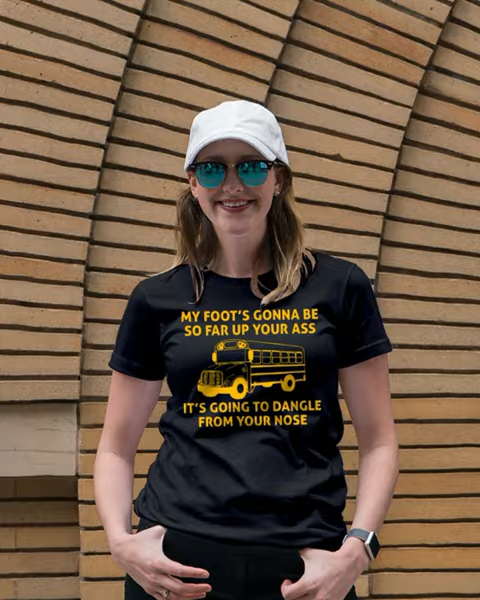 MY FOOT'S GONNA BE
SO FAR UP YOUR ASS
IT'S GOING TO DANGLE
FROM YOUR NOSE